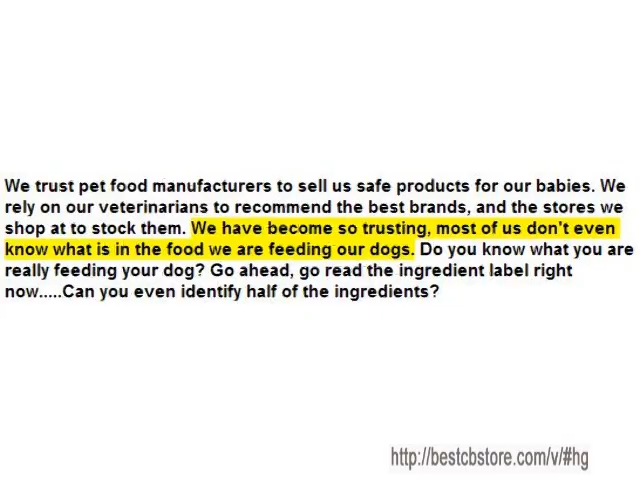 We trust pet food manufacturers to sell us safe products for our babies. We
rely on our veterinarians to recommend the best brands, and the stores we
shop at to stock them. We have become so trusting, most of us don't even
know what is in the food we are feeding our dogs. Do you know what you are
really feeding your dog? Go ahead, go read the ingredient label right
now.....Can you even identify half of the ingredients?
http://bestcbstore.com/v/#hg